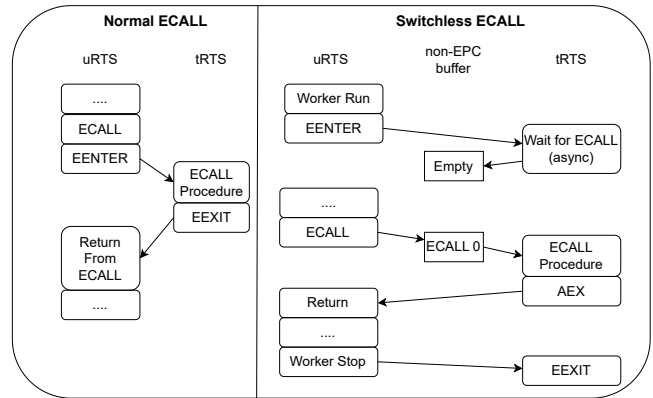 Normal ECALL
uRTS
tRTS
....
ECALL
EENTER
ECALL
Procedure
EEXIT
Return
From
ECALL
....
Switchless ECALL
uRTS
non-EPC
buffer
tRTS
Worker Run
EENTER
Wait for ECALL
(async)
Empty
....
ECALL
ECALL 0
ECALL
Procedure
AEX
Return
....
Worker Stop
EEXIT